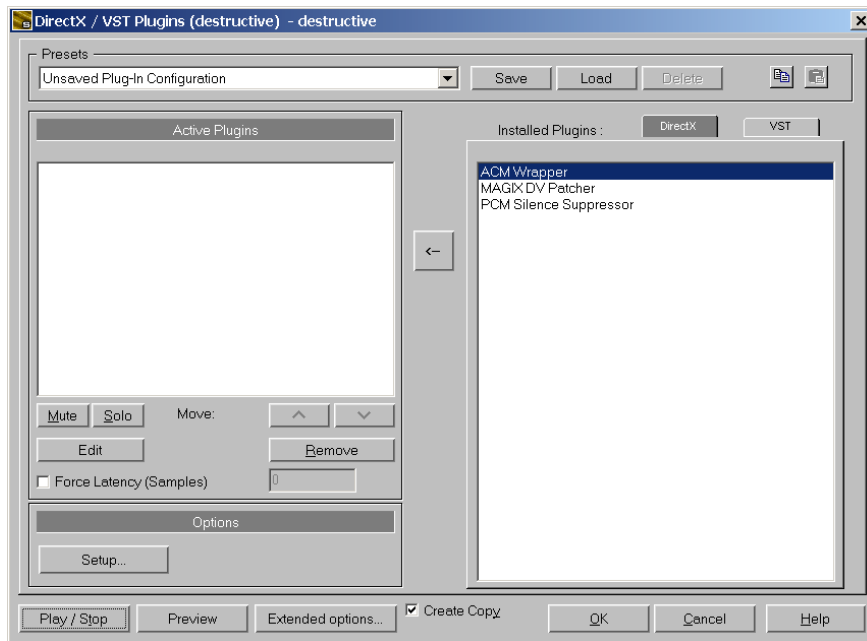 DirectX / VST Plugins (destructive) - destructive
Presets
Unsaved Plug-In Configuration Save Load Delete
Active Plugins
Installed Plugins : DirectX VST
ACM Wrapper
MAGIX DV Patcher
PCM Silence Suppressor
<-
Mute Solo Move:
Edit Remove
Force Latency (Samples) 0
Options
Setup...
Play / Stop Preview Extended options... Create Copy OK Cancel Help